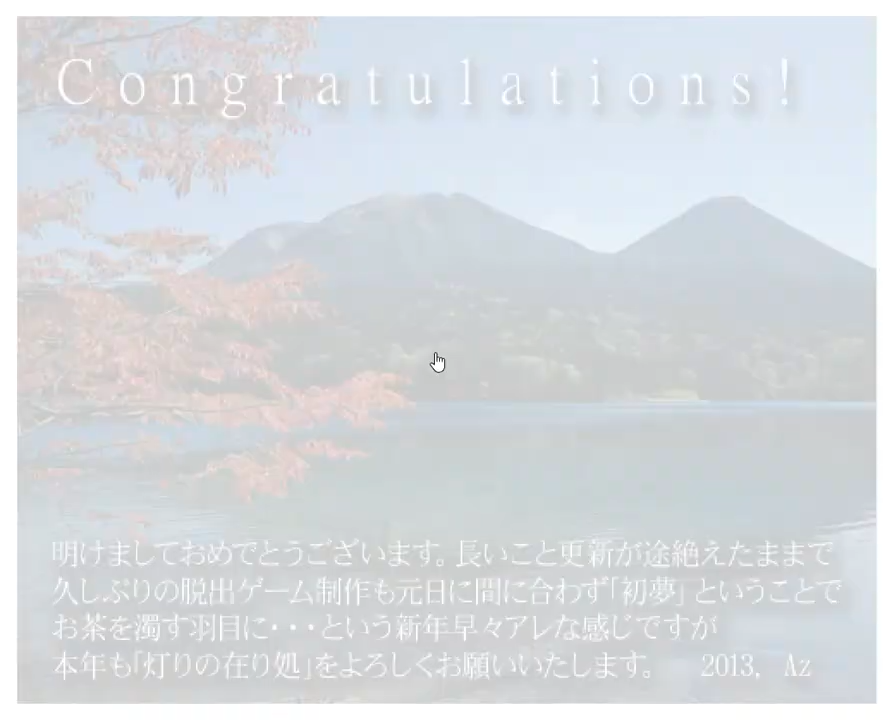 Congratulations!
明けましておめでとうございます。長いこと更新が途絶えたままで
久しぶりの脱出ゲーム制作も元日に間に合わず「初夢」ということで
お茶を濁す羽目に・・・という新年早々アレな感じですが
本年も「灯りの在り処」をよろしくお願いいたします。　2013, Az